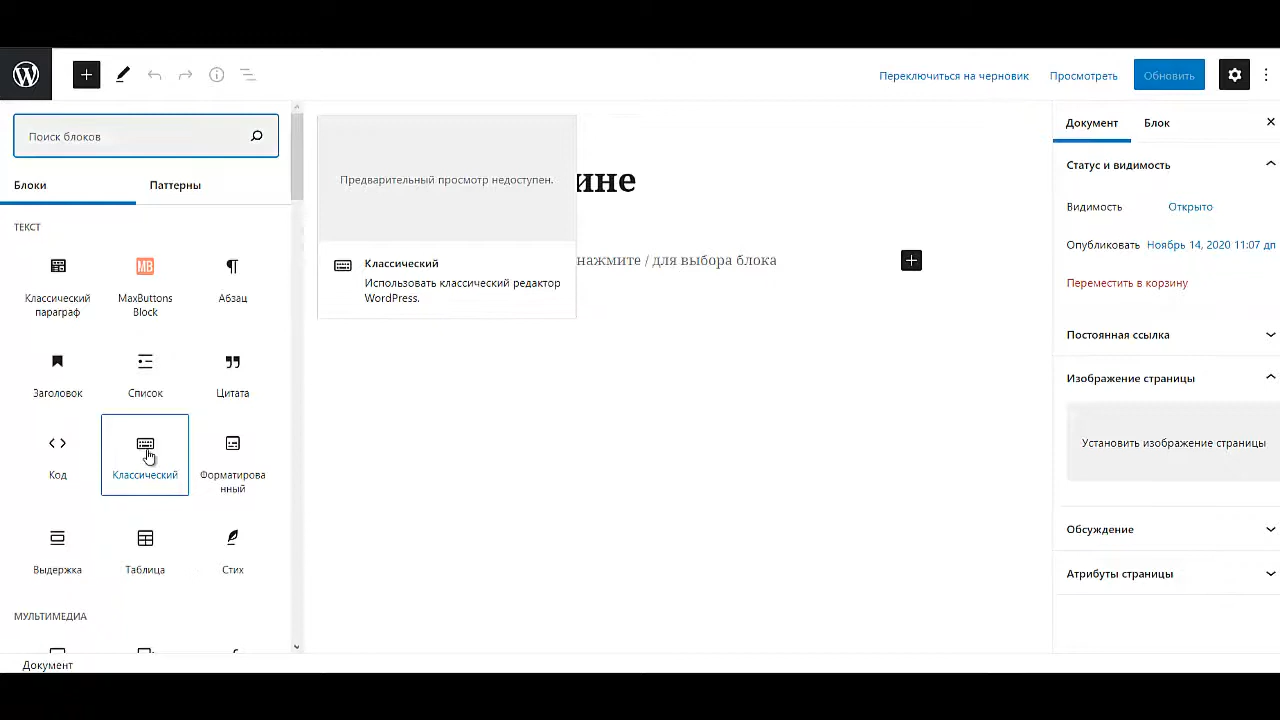 Переключиться на черновик
Просмотреть
Обновить
Поиск блоков
Блоки
Паттерны
ТЕКСТ
Классический
параграф
MB
MaxButtons
Block
Абзац
Заголовок
Список
Цитата
Код
Классический
Форматирова
нный
Выдержка
Таблица
Стих
МУЛЬТИМЕДИА
Документ
Предварительный просмотр недоступен.
Классический
Использовать классический редактор
WordPress.
ине
нажмите / для выбора блока
Документ
Блок
Статус и видимость
Видимость
Открыто
Опубликовать
Ноябрь 14, 2020 11:07 дп
Переместить в корзину
Постоянная ссылка
Изображение страницы
Установить изображение страницы
Обсуждение
Атрибуты страницы